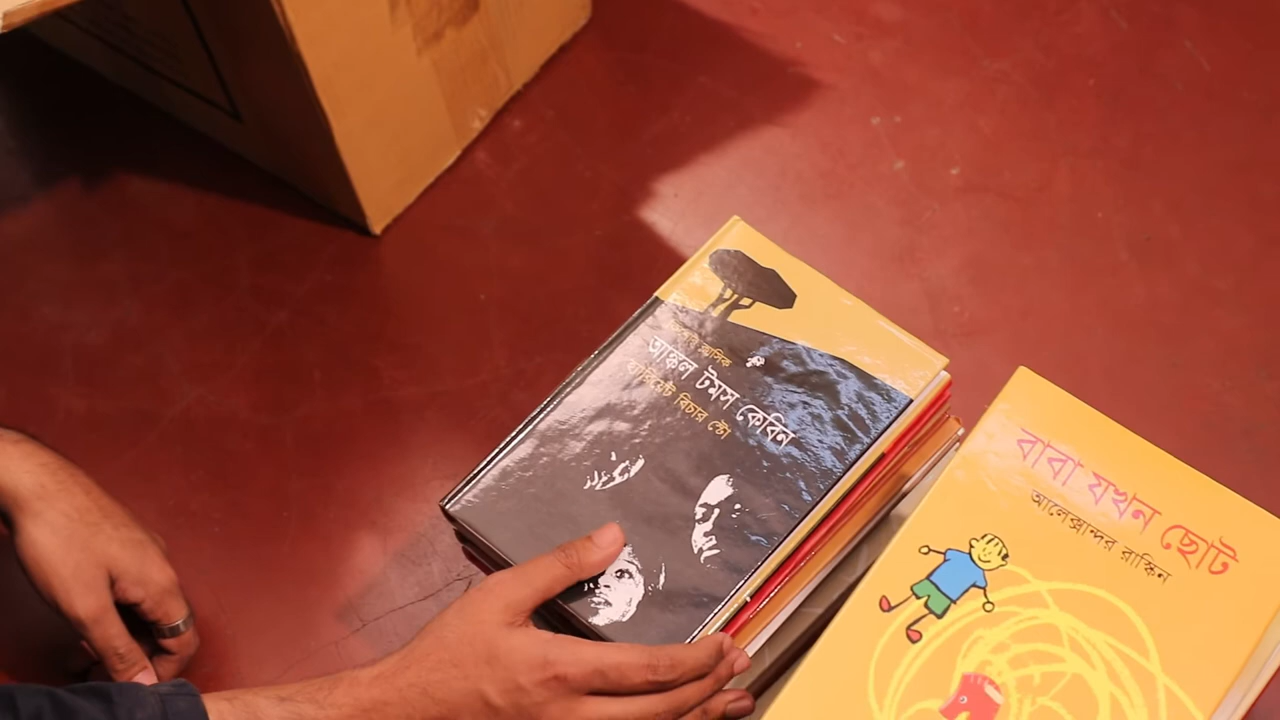 ক্লাসিক
আঙ্কল টমস কেবিন
হ্যারিয়েট বিচার স্টো
বাবা যখন ছোট
আলেক্সান্দর রাস্কিন